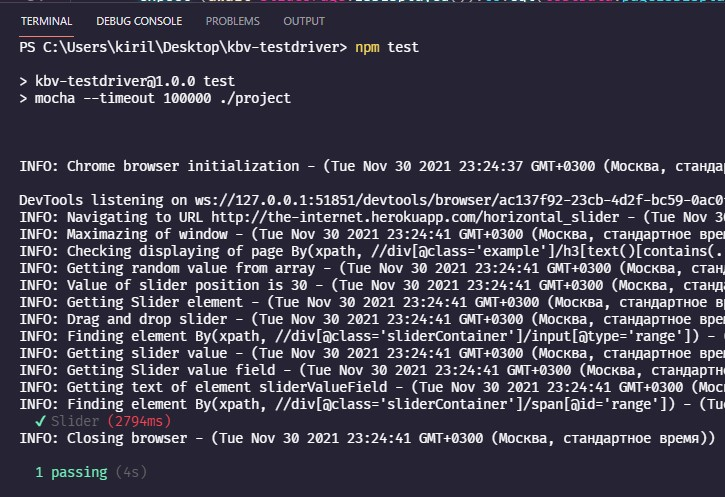 TERMINAL DEBUG CONSOLE PROBLEMS OUTPUT
PS C:\Users\kiril\Desktop\kbv-testdriver> npm test
> kbv-testdriver@1.0.0 test
> mocha --timeout 100000 ./project
INFO: Chrome browser initialization - (Tue Nov 30 2021 23:24:37 GMT+0300 (Москва, станда
DevTools listening on ws://127.0.0.1:51851/devtools/browser/ac137f92-23cb-4d2f-bc59-0ac0
INFO: Navigating to URL http://the-internet.herokuapp.com/horizontal_slider - (Tue Nov 3
INFO: Maximazing of window - (Tue Nov 30 2021 23:24:41 GMT+0300 (Москва, стандартное врем
INFO: Checking displaying of page By(xpath, //div[@class='example']/h3[text()[contains(.
INFO: Getting random value from array - (Tue Nov 30 2021 23:24:41 GMT+0300 (Москва, станд
INFO: Value of slider position is 30 - (Tue Nov 30 2021 23:24:41 GMT+0300 (Москва, станда
INFO: Getting Slider element - (Tue Nov 30 2021 23:24:41 GMT+0300 (Москва, стандартное в
INFO: Drag and drop slider - (Tue Nov 30 2021 23:24:41 GMT+0300 (Москва, стандартное врем
INFO: Finding element By(xpath, //div[@class='sliderContainer']/input[@type='range']) - (
INFO: Getting slider value - (Tue Nov 30 2021 23:24:41 GMT+0300 (Москва, стандартное врем
INFO: Getting Slider value field - (Tue Nov 30 2021 23:24:41 GMT+0300 (Москва, стандартно
INFO: Getting text of element sliderValueField - (Tue Nov 30 2021 23:24:41 GMT+0300 (Моск
INFO: Finding element By(xpath, //div[@class='sliderContainer']/span[@id='range']) - (Tue
✓ Slider (2794ms)
INFO: Closing browser - (Tue Nov 30 2021 23:24:41 GMT+0300 (Москва, стандартное время))
1 passing (4s)